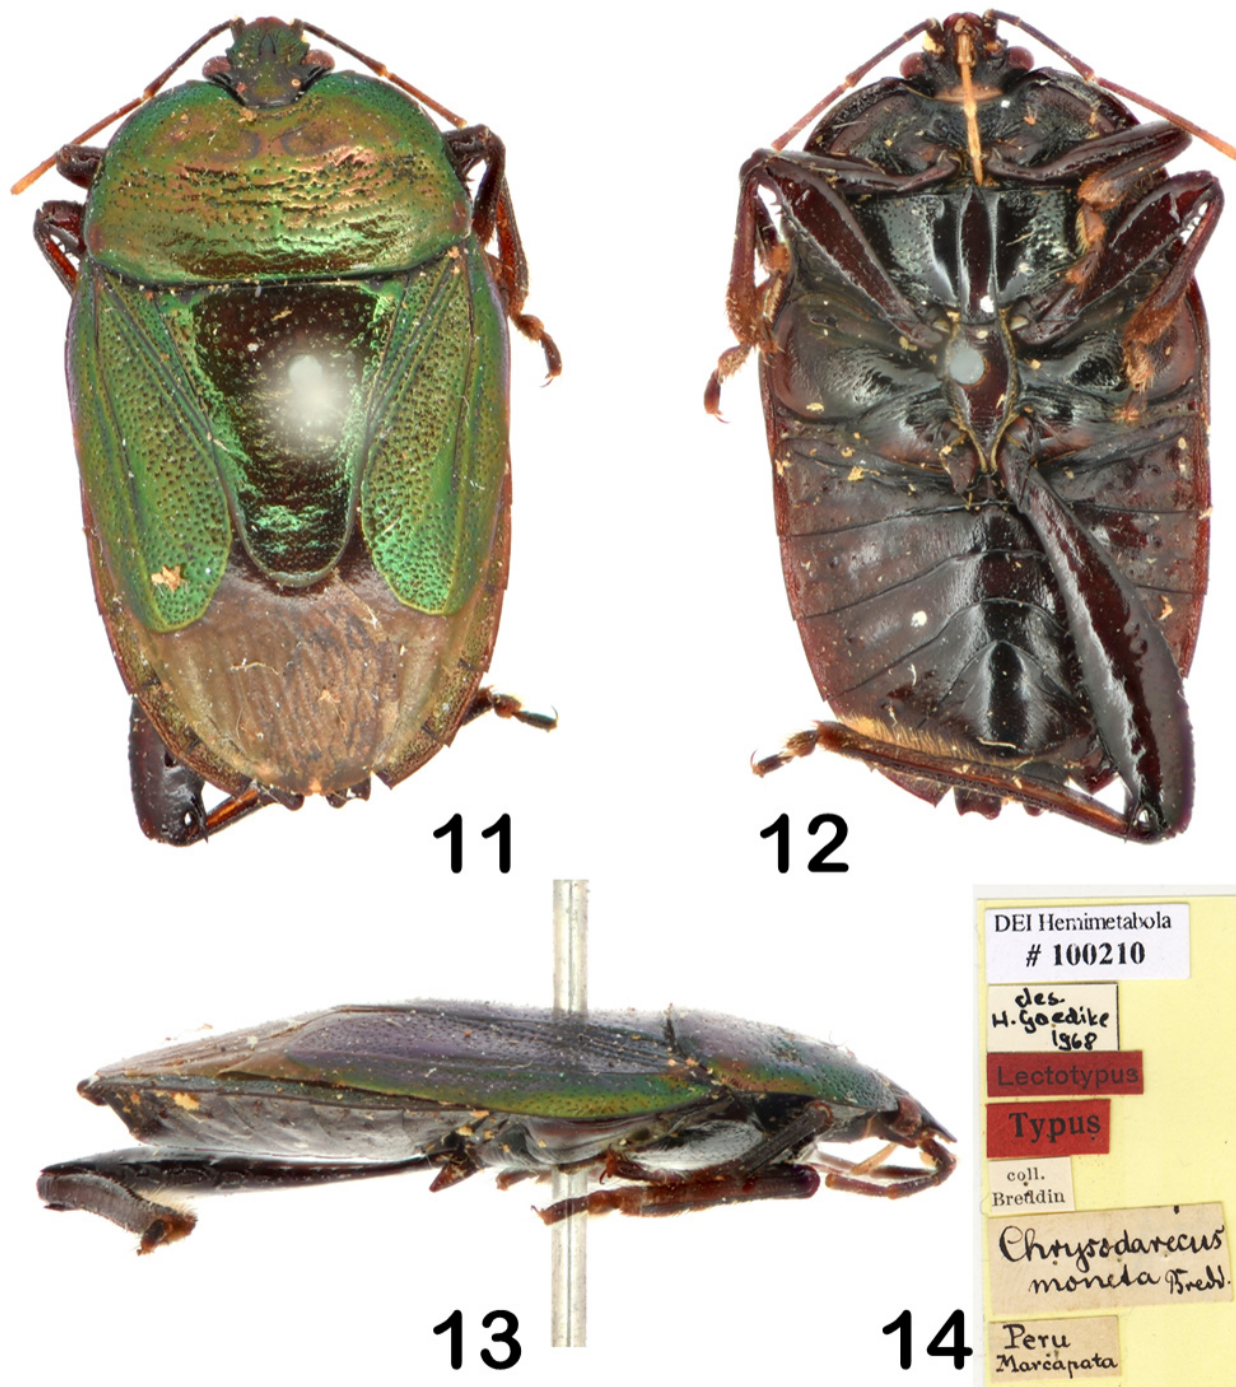 11
12
13
14
DEI Hemimetabola
# 100210
des.
H. Goedike
1968
Lectotypus
Typus
coll.
Breddin
Chrysodarecus
moneta Bredd.
Peru
Marcapata